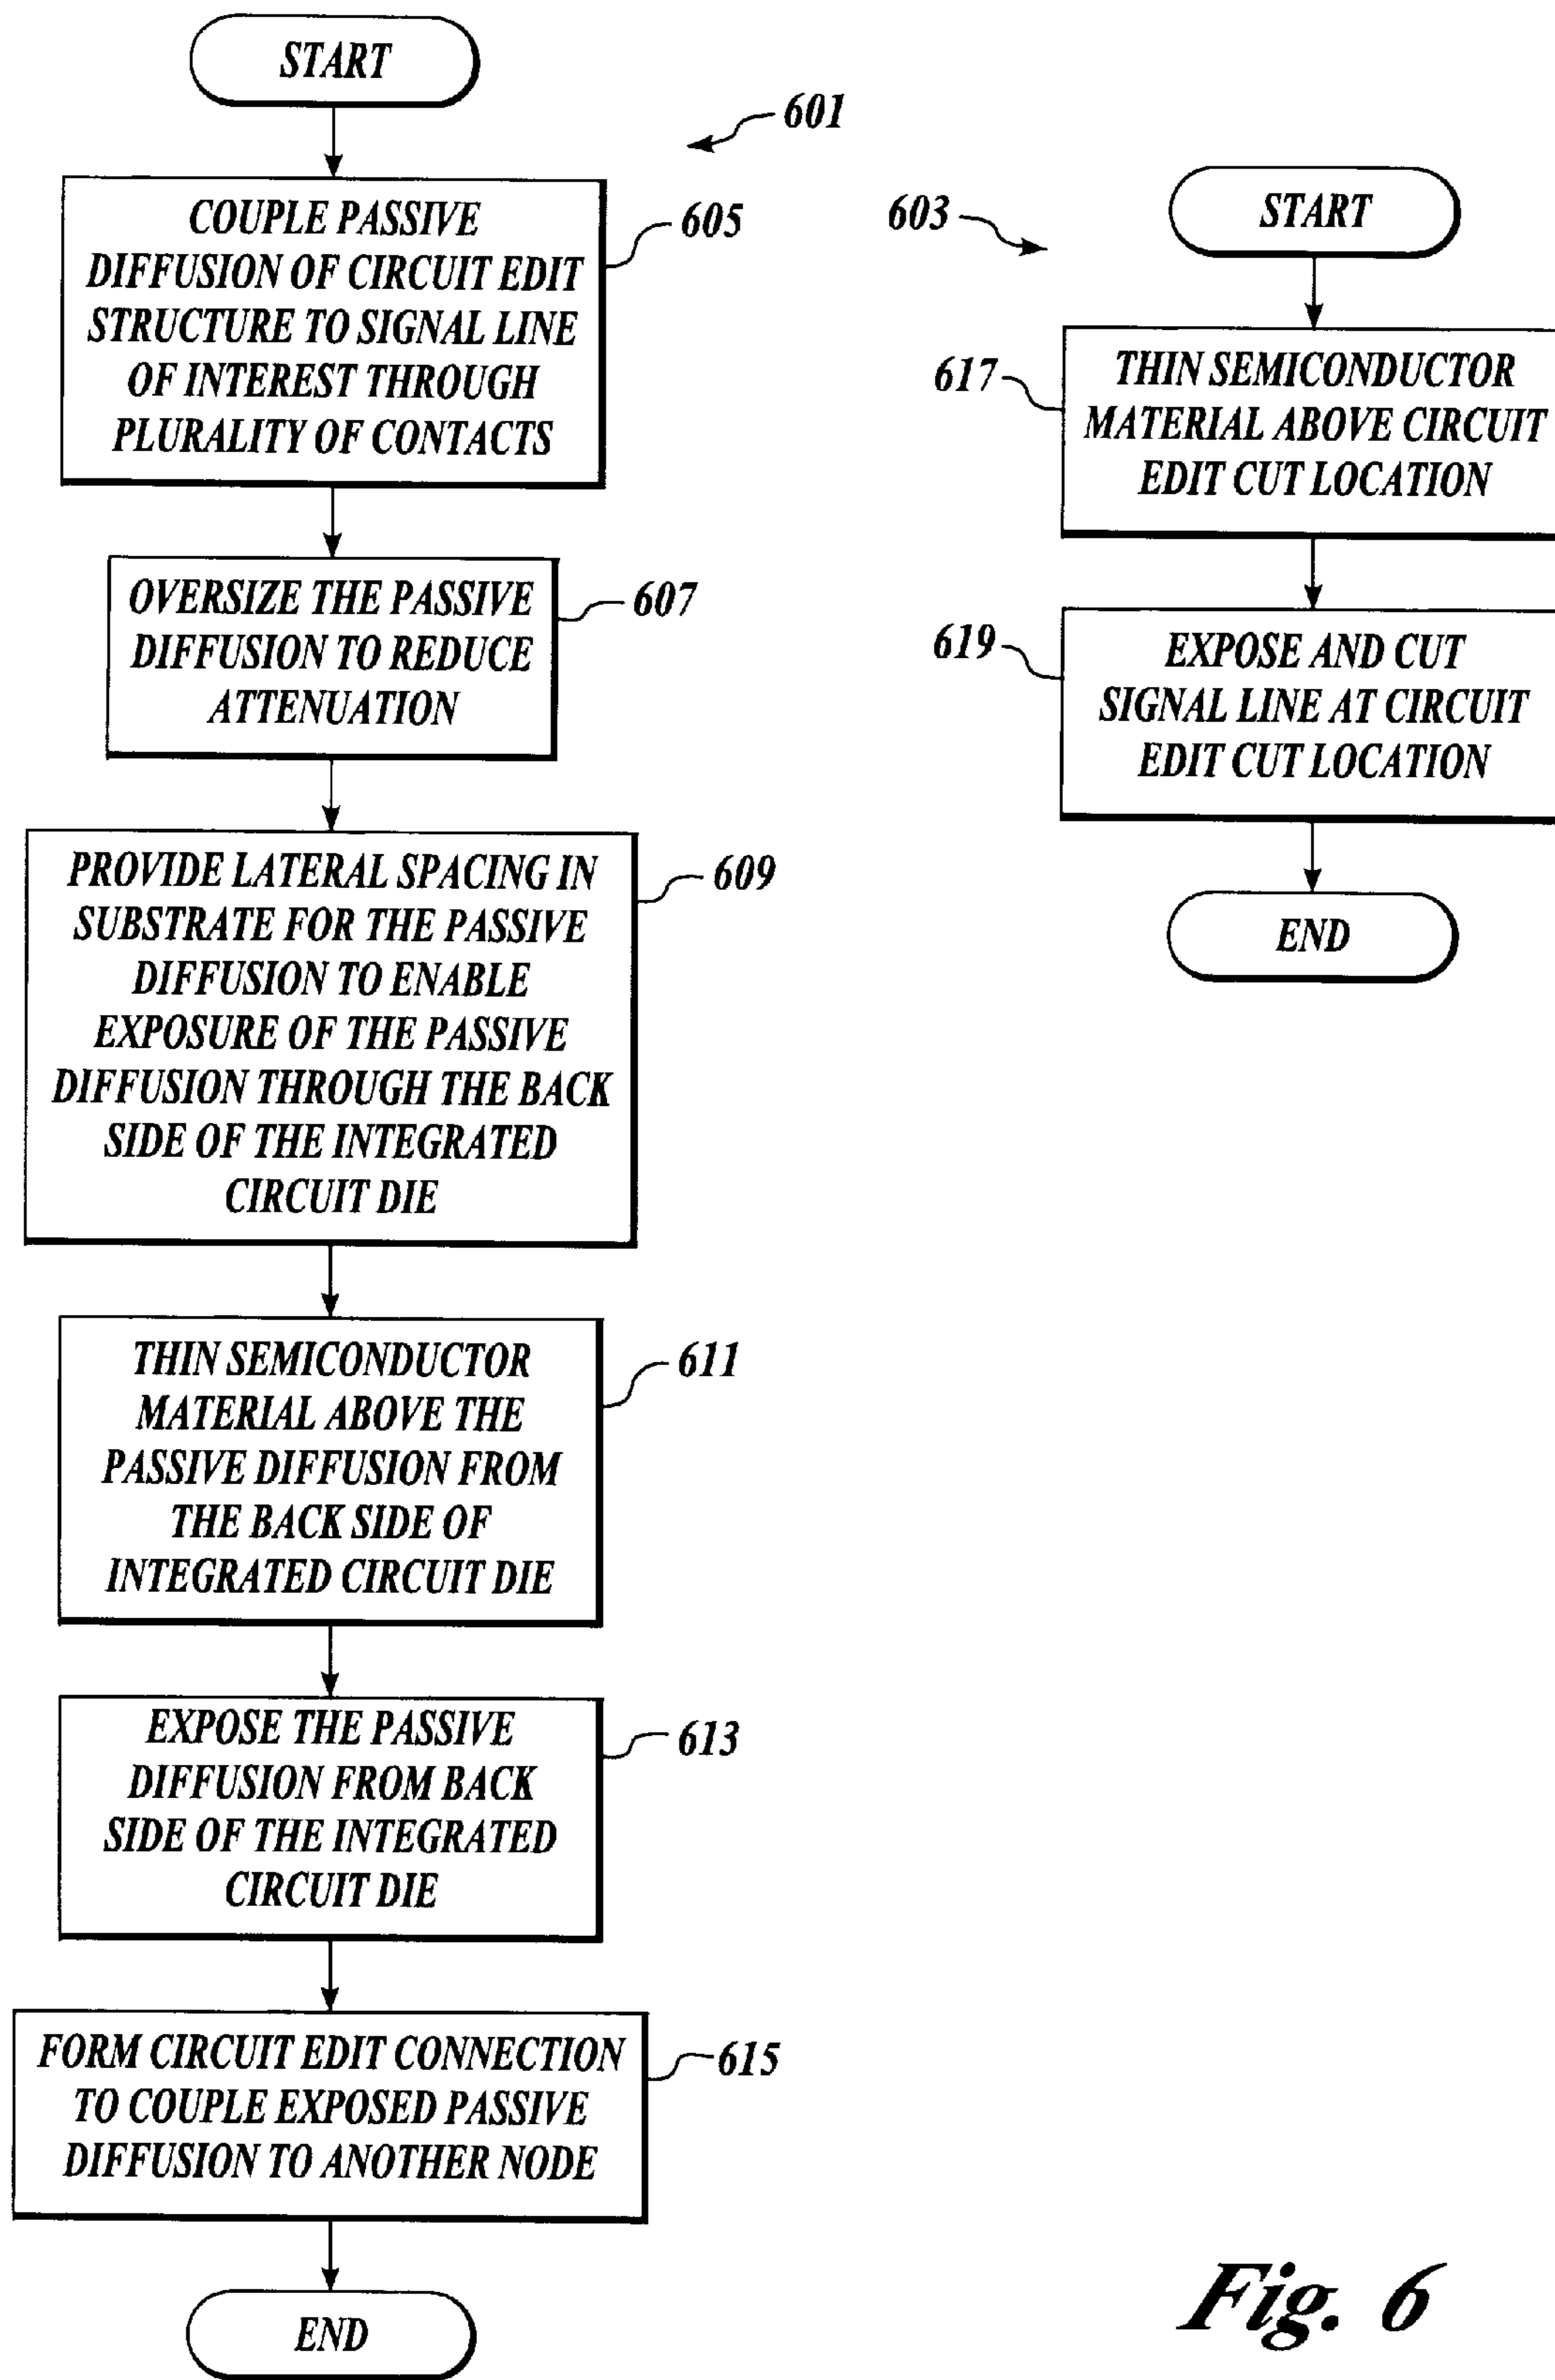 START
601
COUPLE PASSIVE
DIFFUSION OF CIRCUIT EDIT
STRUCTURE TO SIGNAL LINE
OF INTEREST THROUGH
PLURALITY OF CONTACTS
605
OVERSIZE THE PASSIVE
DIFFUSION TO REDUCE
ATTENUATION
607
PROVIDE LATERAL SPACING IN
SUBSTRATE FOR THE PASSIVE
DIFFUSION TO ENABLE
EXPOSURE OF THE PASSIVE
DIFFUSION THROUGH THE BACK
SIDE OF THE INTEGRATED
CIRCUIT DIE
609
THIN SEMICONDUCTOR
MATERIAL ABOVE THE
PASSIVE DIFFUSION FROM
THE BACK SIDE OF
INTEGRATED CIRCUIT DIE
611
EXPOSE THE PASSIVE
DIFFUSION FROM BACK
SIDE OF THE INTEGRATED
CIRCUIT DIE
613
FORM CIRCUIT EDIT CONNECTION
TO COUPLE EXPOSED PASSIVE
DIFFUSION TO ANOTHER NODE
615
END
603
START
617
THIN SEMICONDUCTOR
MATERIAL ABOVE CIRCUIT
EDIT CUT LOCATION
619
EXPOSE AND CUT
SIGNAL LINE AT CIRCUIT
EDIT CUT LOCATION
END
Fig. 6